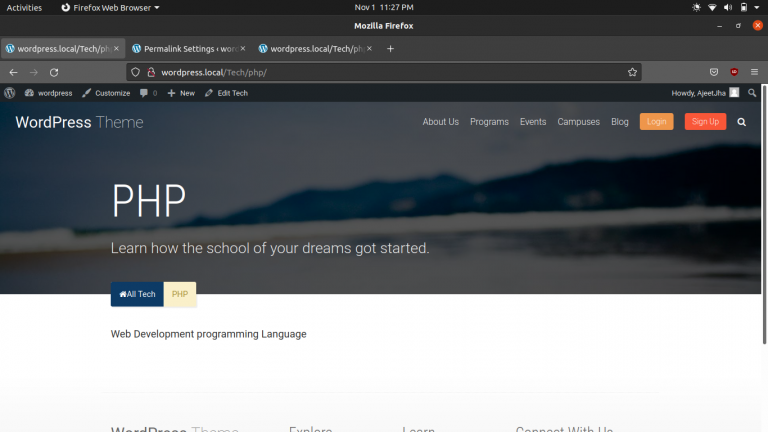 Activities Firefox Web Browser Nov 1 11:27 PM
Mozilla Firefox
wordpress.local/Tech/ph Permalink Settings ‹ wor wordpress.local/Tech/ph
wordpress.local/Tech/php/
wordpress Customize 0 New Edit Tech Howdy, AjeetJha
WordPress Theme About Us Programs Events Campuses Blog Login Sign Up
PHP
Learn how the school of your dreams got started.
All Tech PHP
Web Development programming Language
WordPress Theme Explore Learn Connect With Us